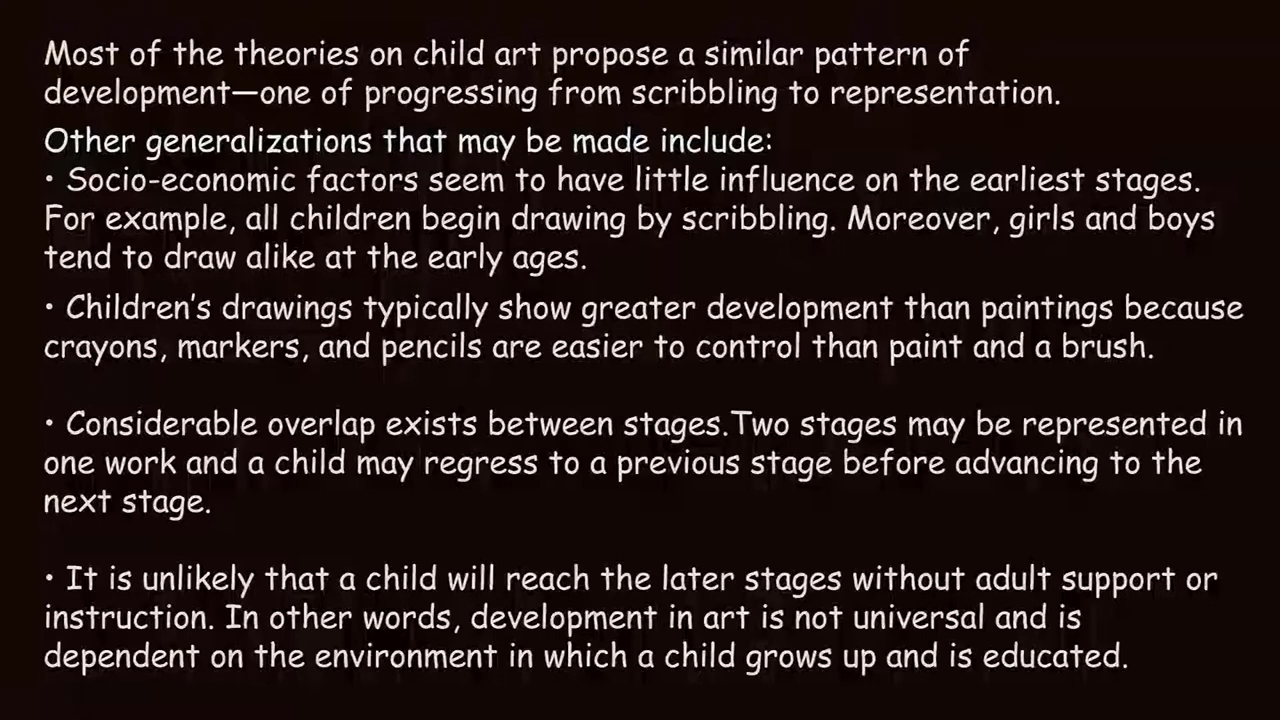 Most of the theories on child art propose a similar pattern of
development—one of progressing from scribbling to representation.
Other generalizations that may be made include:
• Socio-economic factors seem to have little influence on the earliest stages.
For example, all children begin drawing by scribbling. Moreover, girls and boys
tend to draw alike at the early ages.
• Children's drawings typically show greater development than paintings because
crayons, markers, and pencils are easier to control than paint and a brush.
• Considerable overlap exists between stages.Two stages may be represented in
one work and a child may regress to a previous stage before advancing to the
next stage.
• It is unlikely that a child will reach the later stages without adult support or
instruction. In other words, development in art is not universal and is
dependent on the environment in which a child grows up and is educated.